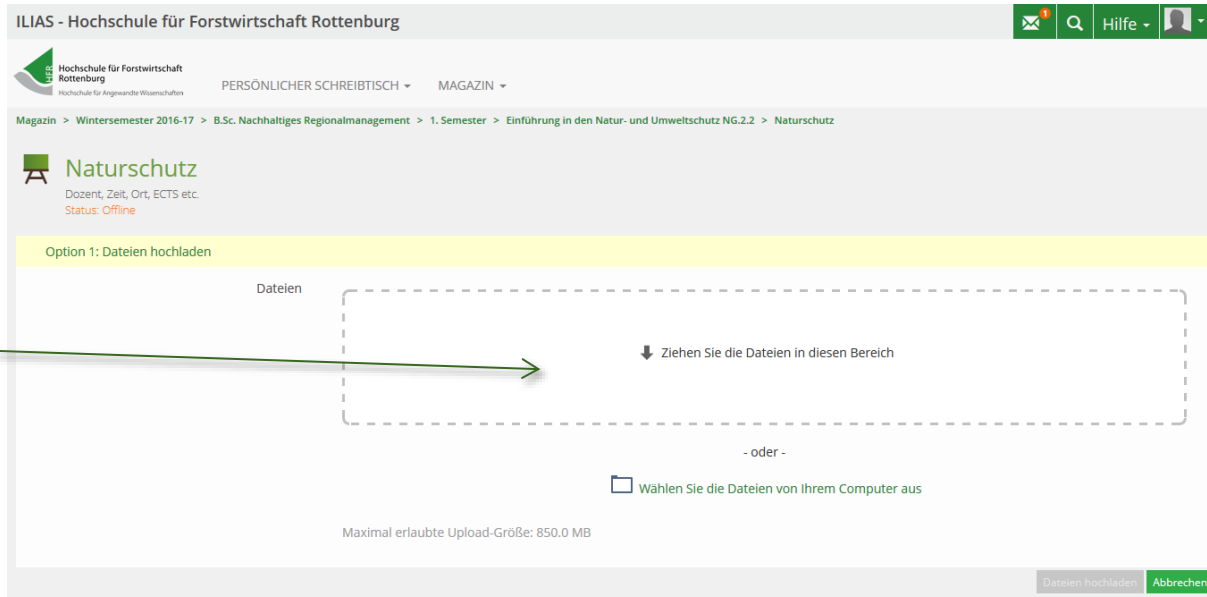 ILIAS - Hochschule für Forstwirtschaft Rottenburg
1
Hilfe
HFR
Hochschule für Forstwirtschaft
Rottenburg
Hochschule für Angewandte Wissenschaften
PERSÖNLICHER SCHREIBTISCH
MAGAZIN
Magazin > Wintersemester 2016-17 > B.Sc. Nachhaltiges Regionalmanagement > 1. Semester > Einführung in den Natur- und Umweltschutz NG.2.2 > Naturschutz
Naturschutz
Dozent, Zeit, Ort, ECTS etc.
Status: Offline
Option 1: Dateien hochladen
Dateien
Ziehen Sie die Dateien in diesen Bereich
- oder -
Wählen Sie die Dateien von Ihrem Computer aus
Maximal erlaubte Upload-Größe: 850.0 MB
Dateien hochladen
Abbrechen